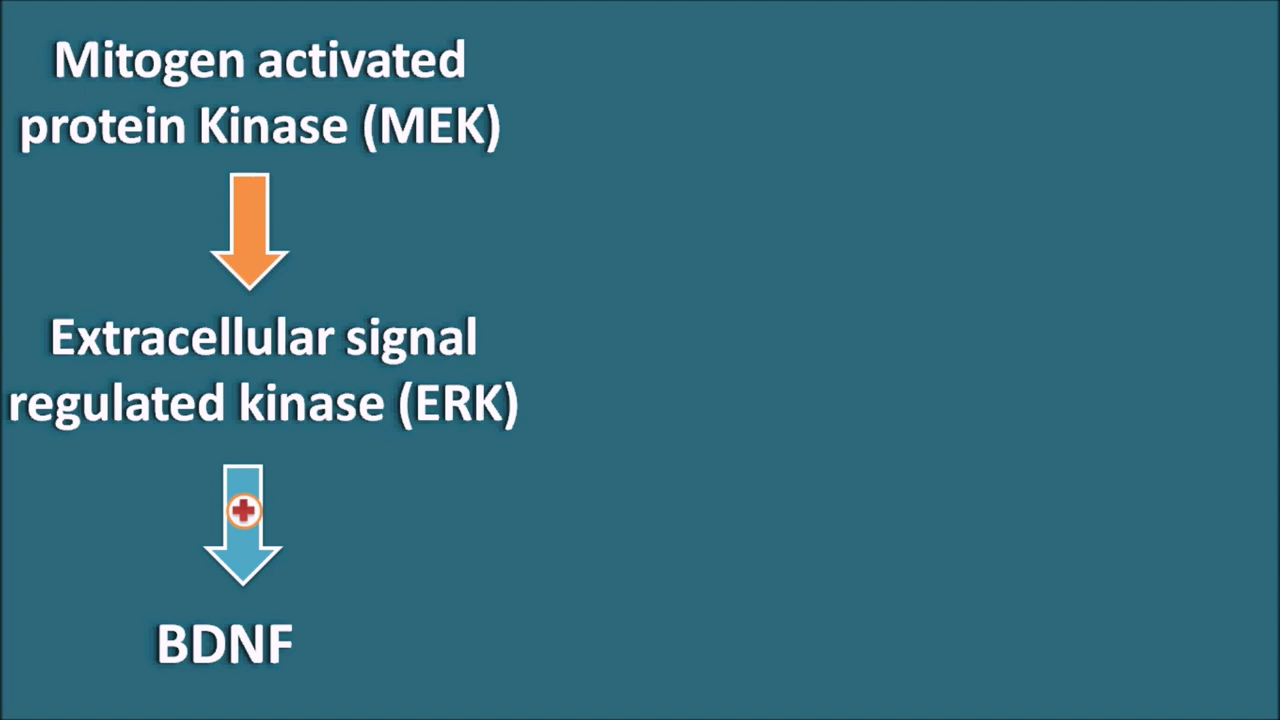 Mitogen activated
protein Kinase (MEK)
Extracellular signal
regulated kinase (ERK)
BDNF